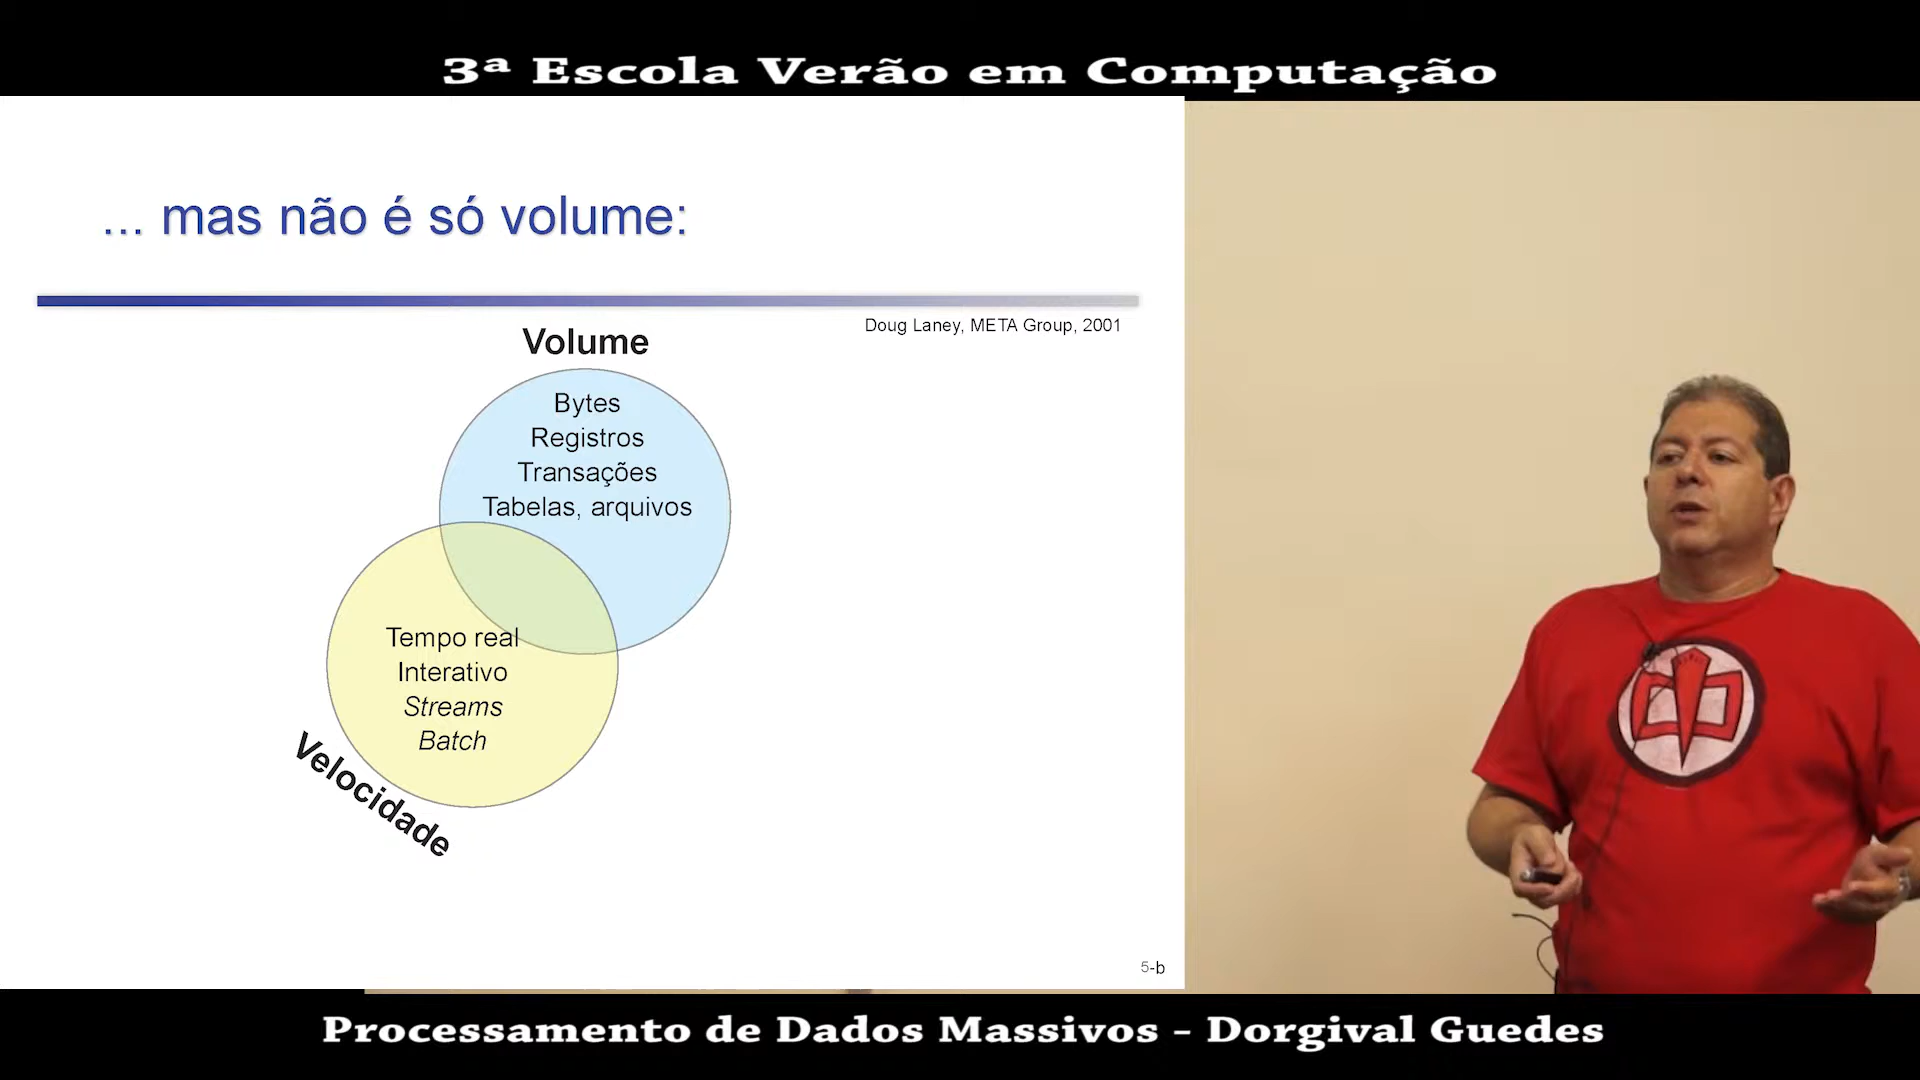 3ª Escola Verão em Computação
... mas não é só volume:
Doug Laney, META Group, 2001
Volume
Bytes
Registros
Transações
Tabelas, arquivos
Tempo real
Interativo
Streams
Batch
Velocidade
5-b
Processamento de Dados Massivos – Dorgival Guedes